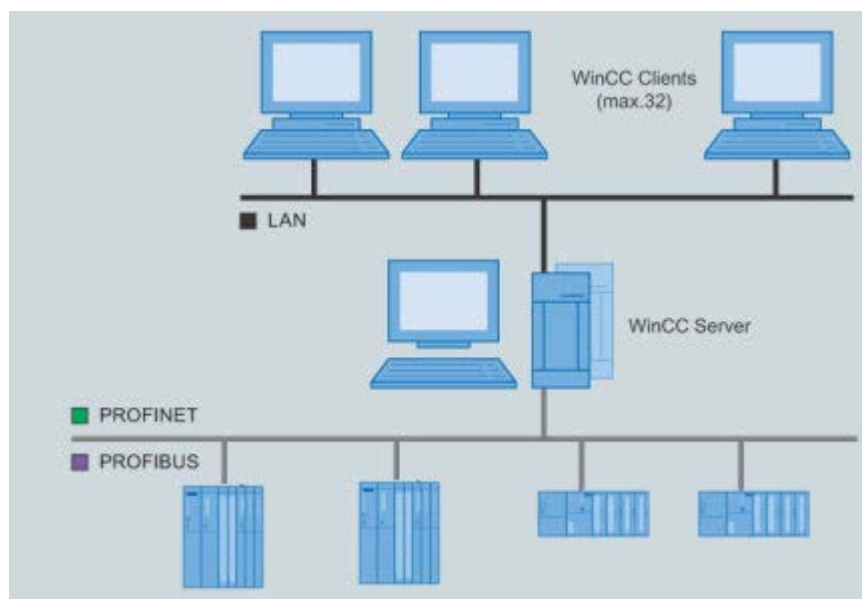 WinCC Clients
(max.32)
LAN
WinCC Server
PROFINET
PROFIBUS